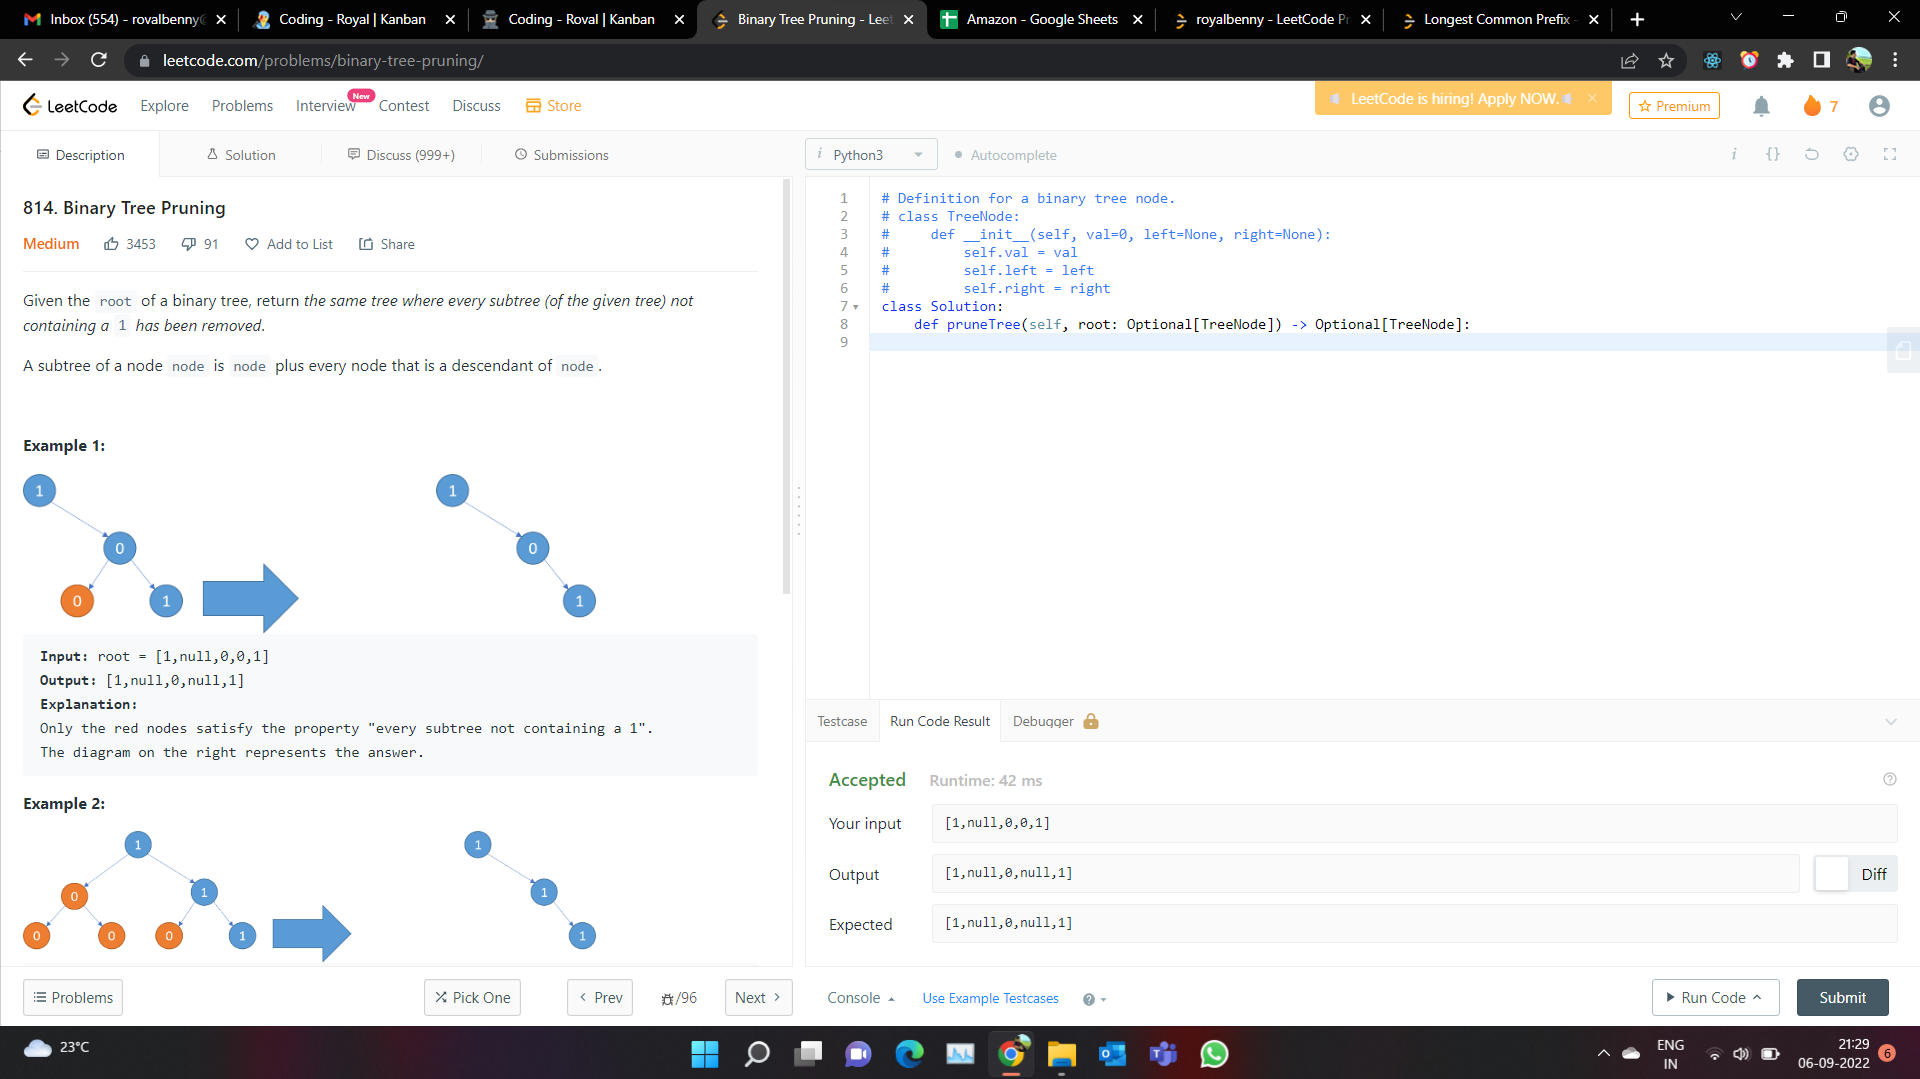 Inbox (554) - rovalbenny@
Coding - Royal | Kanban
Coding - Roval | Kanban
Binary Tree Pruning - Leet
Amazon - Google Sheets
royalbenny - LeetCode Pr
Longest Common Prefix -
leetcode.com/problems/binary-tree-pruning/
LeetCode
Explore
Problems
Interview
New
Contest
Discuss
Store
LeetCode is hiring! Apply NOW.
Premium
7
Description
Solution
Discuss (999+)
Submissions
i Python3
Autocomplete
i {}
814. Binary Tree Pruning
Medium 3453 91 Add to List Share
Given the root of a binary tree, return the same tree where every subtree (of the given tree) not
containing a 1 has been removed.
A subtree of a node node is node plus every node that is a descendant of node .
Example 1:
1
0
0 1
1
0
1
Input: root = [1,null,0,0,1]
Output: [1,null,0,null,1]
Explanation:
Only the red nodes satisfy the property "every subtree not containing a 1".
The diagram on the right represents the answer.
Example 2:
1
0 1
0 0 0 1
1
1
1
1 # Definition for a binary tree node.
2 # class TreeNode:
3 #     def __init__(self, val=0, left=None, right=None):
4 #         self.val = val
5 #         self.left = left
6 #         self.right = right
7 class Solution:
8     def pruneTree(self, root: Optional[TreeNode]) -> Optional[TreeNode]:
9
Testcase
Run Code Result
Debugger
Accepted Runtime: 42 ms
Your input [1,null,0,0,1]
Output [1,null,0,null,1] Diff
Expected [1,null,0,null,1]
Problems
Pick One
Prev
/96
Next
Console
Use Example Testcases
Run Code
Submit
23°C
ENG
IN
21:29
06-09-2022
6